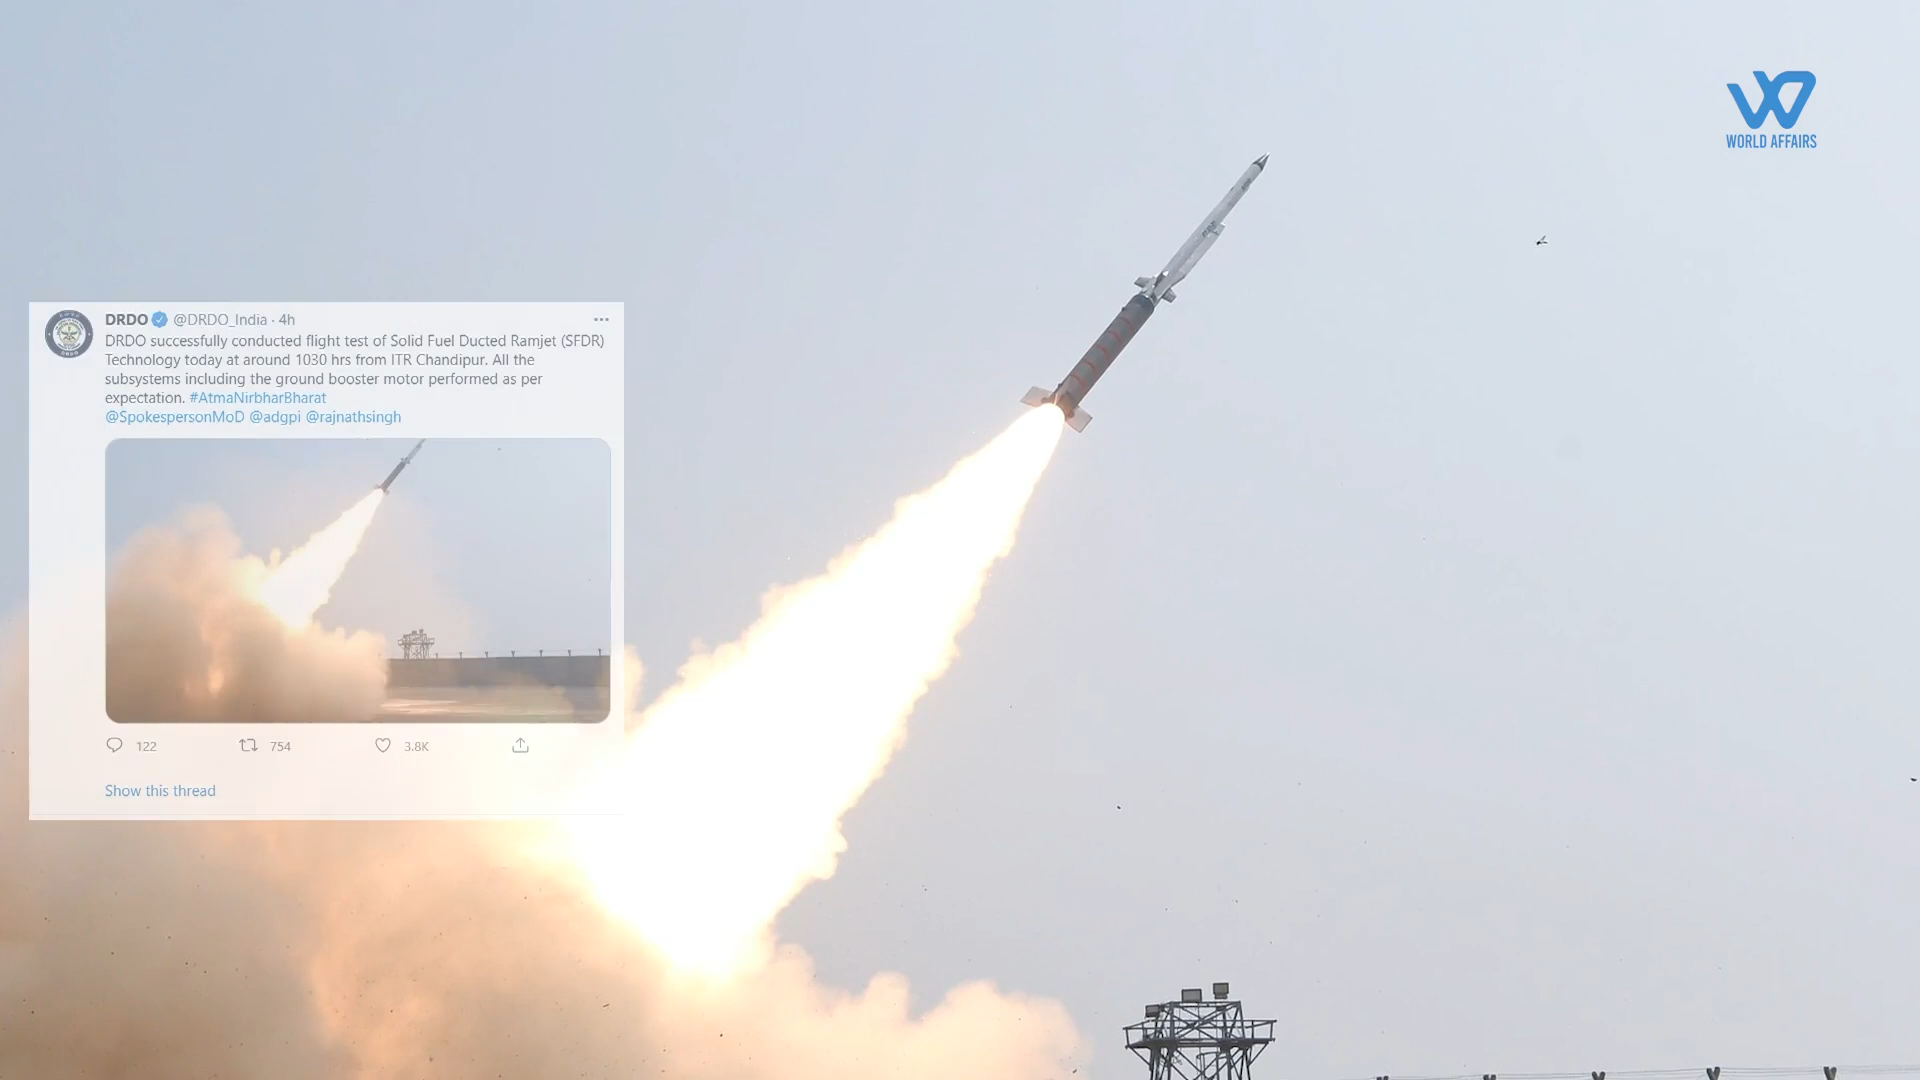 WORLD AFFAIRS
DRDO @DRDO_India · 4h
DRDO successfully conducted flight test of Solid Fuel Ducted Ramjet (SFDR)
Technology today at around 1030 hrs from ITR Chandipur. All the
subsystems including the ground booster motor performed as per
expectation. #AtmaNirbharBharat
@SpokespersonMoD @adgpi @rajnathsingh
122 754 3.8K
Show this thread